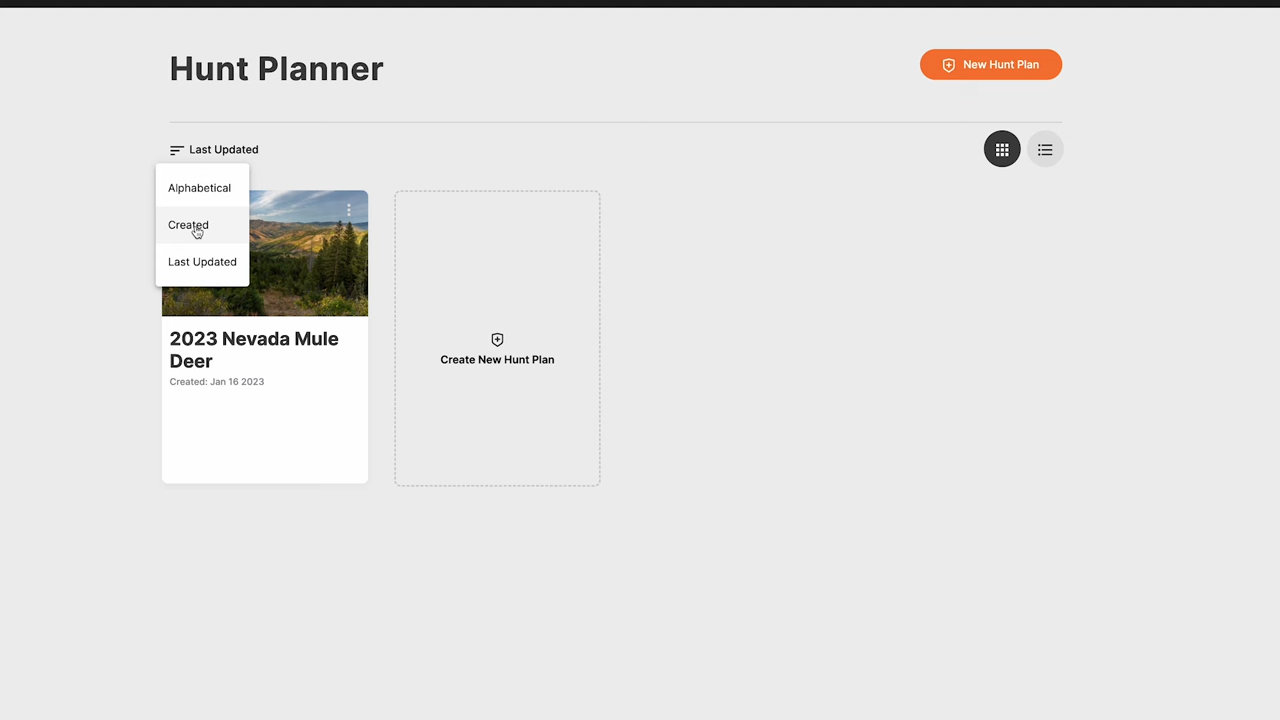 Hunt Planner
New Hunt Plan
Last Updated
Alphabetical
Created
Last Updated
2023 Nevada Mule
Deer
Created: Jan 16 2023
Create New Hunt Plan